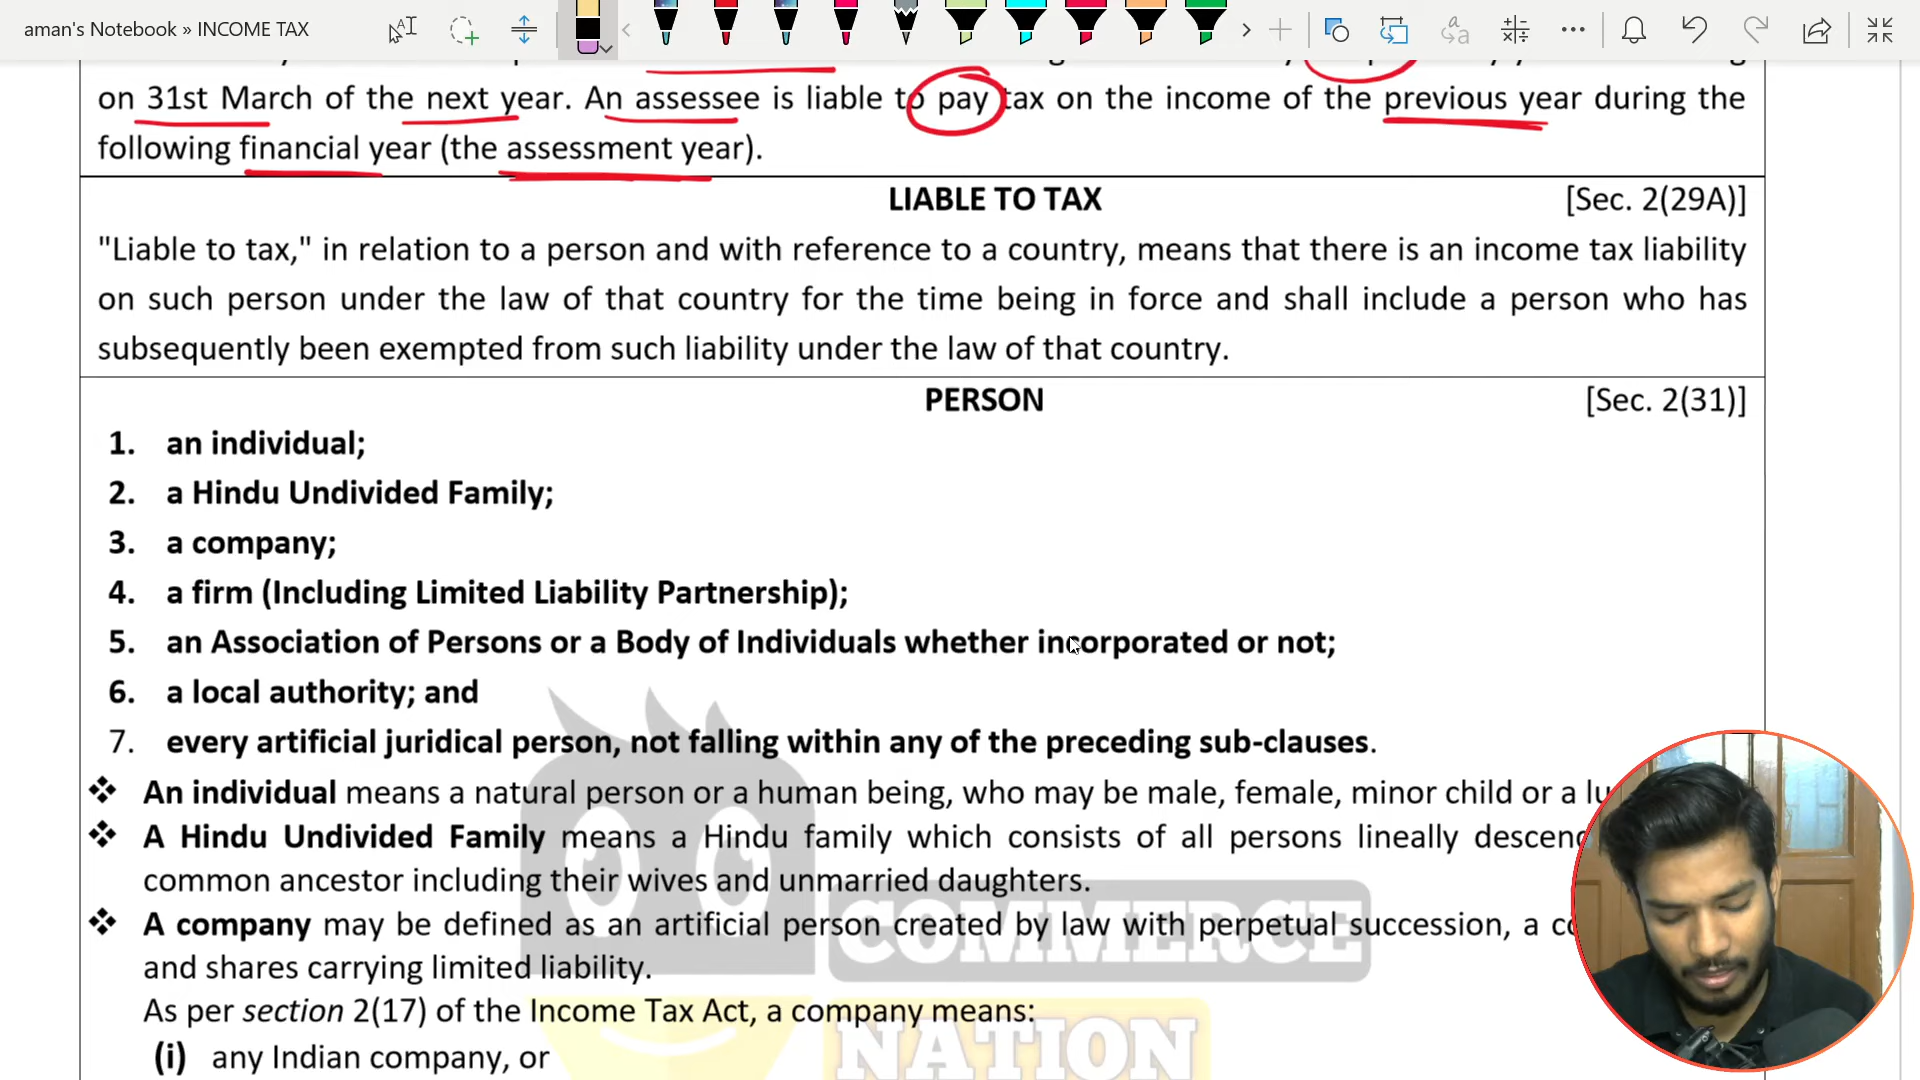 aman's Notebook » INCOME TAX
on 31st March of the next year. An assessee is liable to pay tax on the income of the previous year during the
following financial year (the assessment year).
LIABLE TO TAX [Sec. 2(29A)]
"Liable to tax," in relation to a person and with reference to a country, means that there is an income tax liability
on such person under the law of that country for the time being in force and shall include a person who has
subsequently been exempted from such liability under the law of that country.
PERSON [Sec. 2(31)]
1. an individual;
2. a Hindu Undivided Family;
3. a company;
4. a firm (Including Limited Liability Partnership);
5. an Association of Persons or a Body of Individuals whether incorporated or not;
6. a local authority; and
7. every artificial juridical person, not falling within any of the preceding sub-clauses.
❖ An individual means a natural person or a human being, who may be male, female, minor child or a
❖ A Hindu Undivided Family means a Hindu family which consists of all persons lineally
common ancestor including their wives and unmarried daughters.
❖ A company may be defined as an artificial person created by law with perpetual succession, a
and shares carrying limited liability.
As per section 2(17) of the Income Tax Act, a company means:
(i) any Indian company, or
COMMERCE
NATION